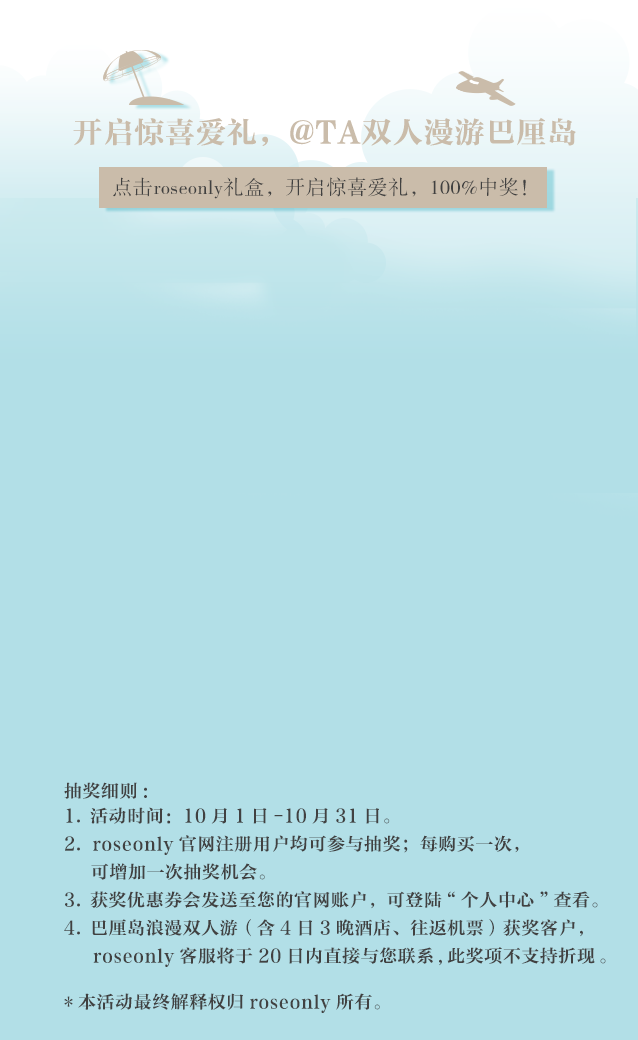 开启惊喜爱礼，@TA双人漫游巴厘岛
点击roseonly礼盒，开启惊喜爱礼，100%中奖！
抽奖细则：
1. 活动时间：10 月 1 日 -10 月 31 日。
2. roseonly 官网注册用户均可参与抽奖；每购买一次，
可增加一次抽奖机会。
3. 获奖优惠券会发送至您的官网账户，可登陆“个人中心”查看。
4. 巴厘岛浪漫双人游（含 4 日 3 晚酒店、往返机票）获奖客户，
roseonly 客服将于 20 日内直接与您联系，此奖项不支持折现。
*本活动最终解释权归 roseonly 所有。